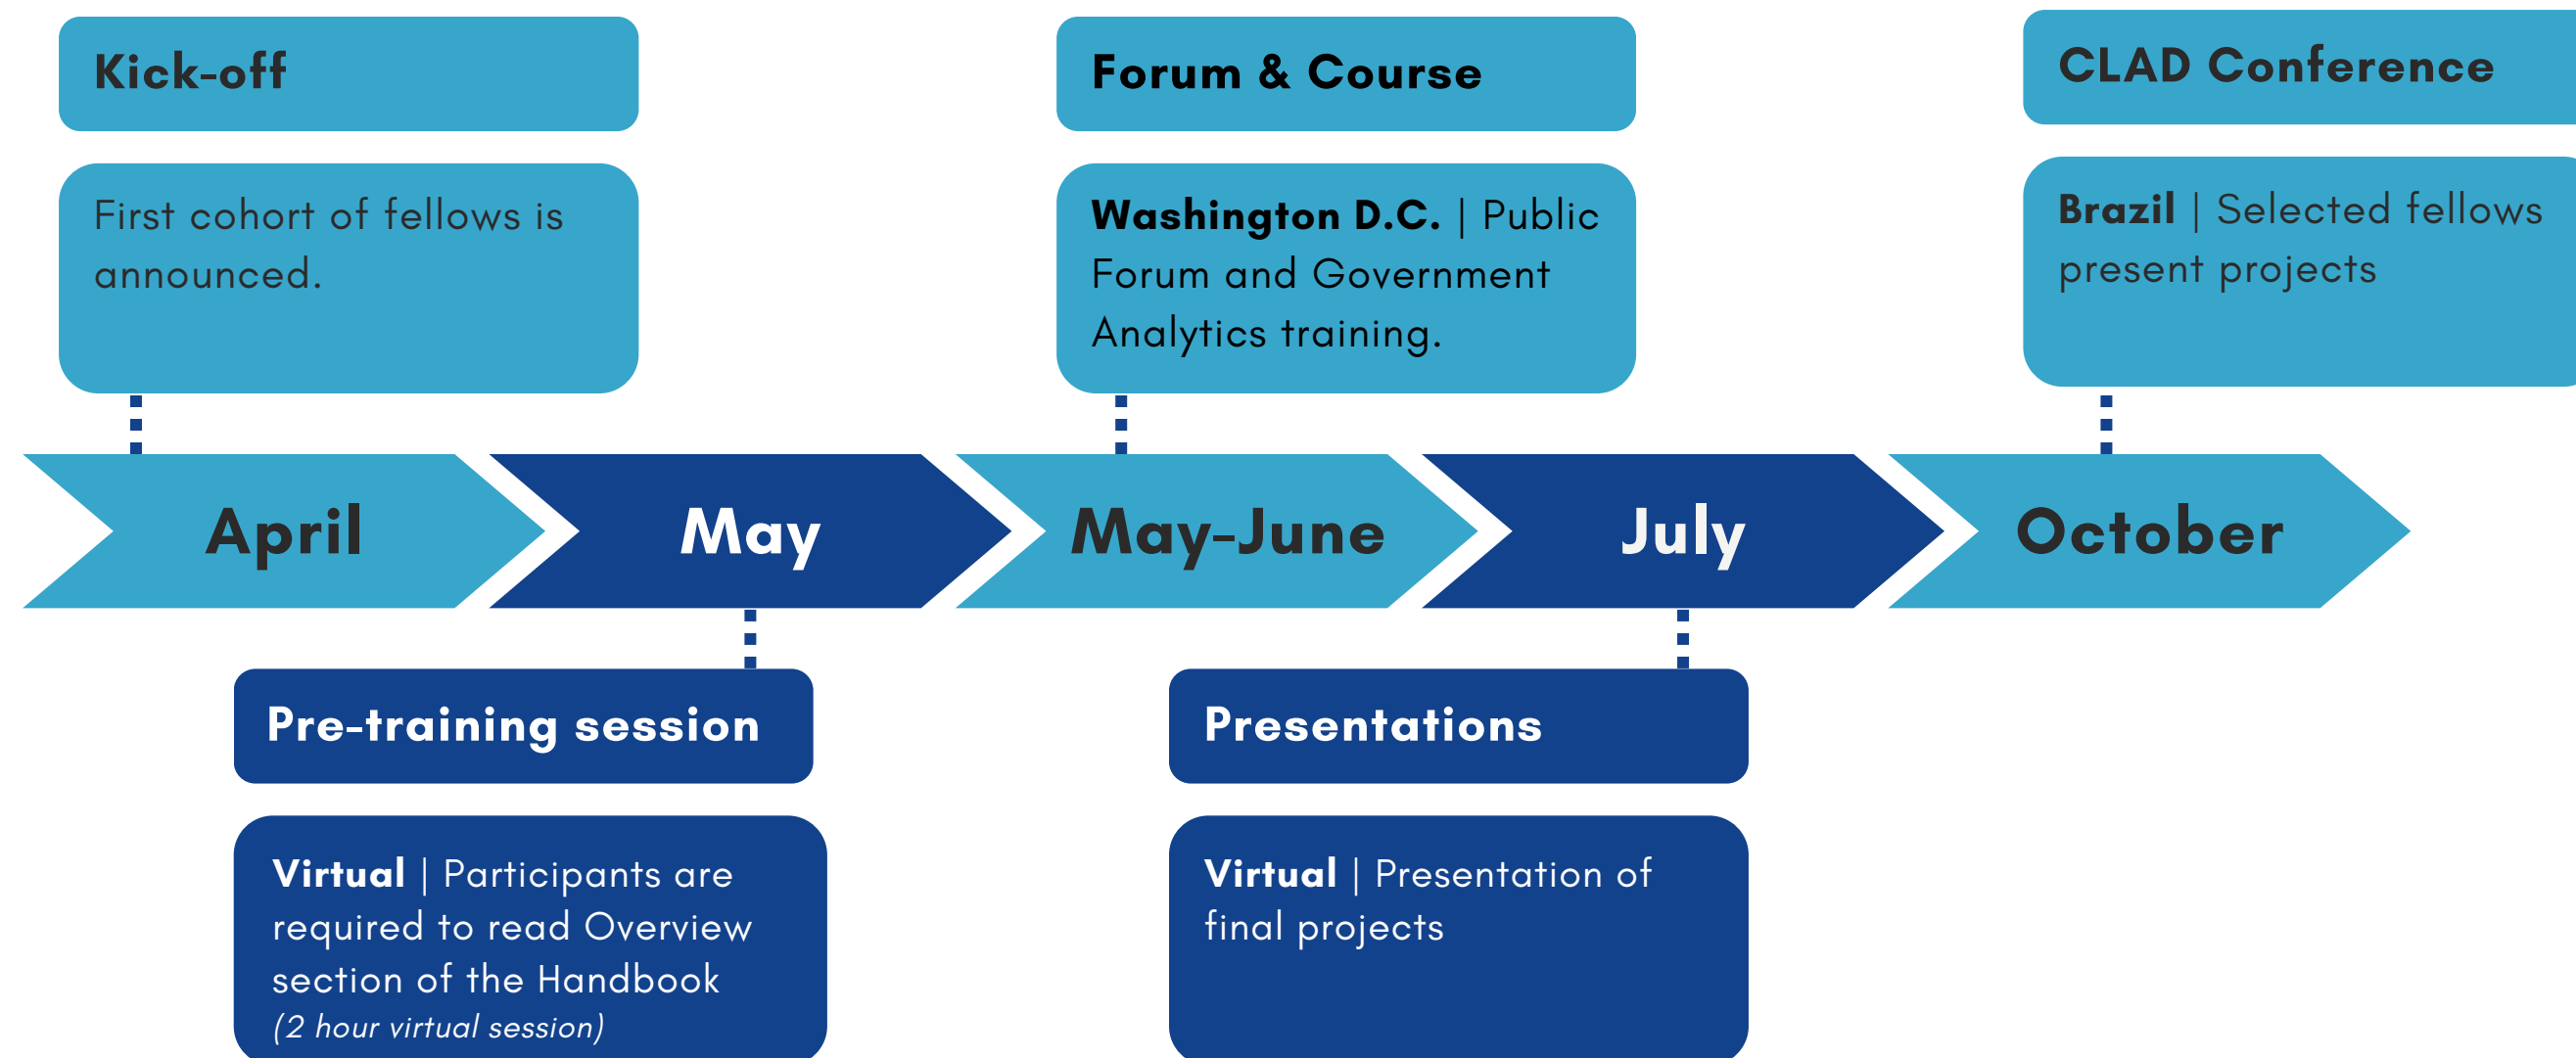 Kick-off
First cohort of fellows is
announced.
Forum & Course
Washington D.C. | Public
Forum and Government
Analytics training.
CLAD Conference
Brazil | Selected fellows
present projects
April
May
May-June
July
October
Pre-training session
Virtual | Participants are
required to read Overview
section of the Handbook
(2 hour virtual session)
Presentations
Virtual | Presentation of
final projects